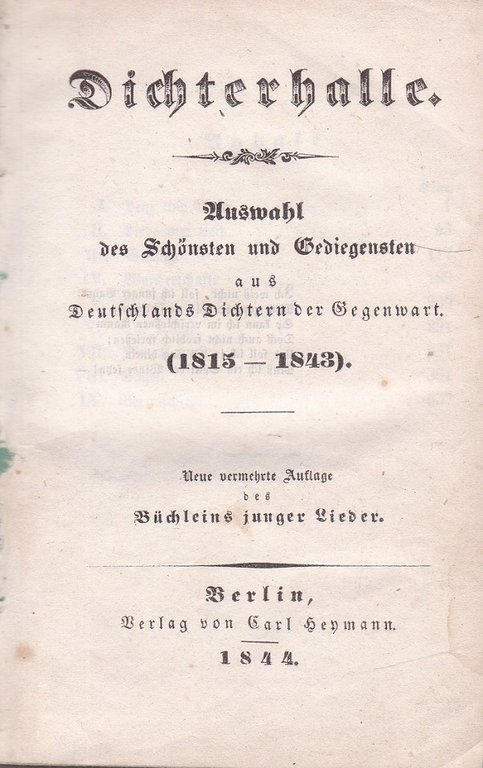 Dichterhalle.
Auswahl
des Schönsten und Gediegensten
aus
Deutschlands Dichtern der Gegenwart.
(1815 — 1843).
Neue vermehrte Auflage
des
Büchleins junger Lieder.
Berlin,
Verlag von Carl Heymann.
1844.